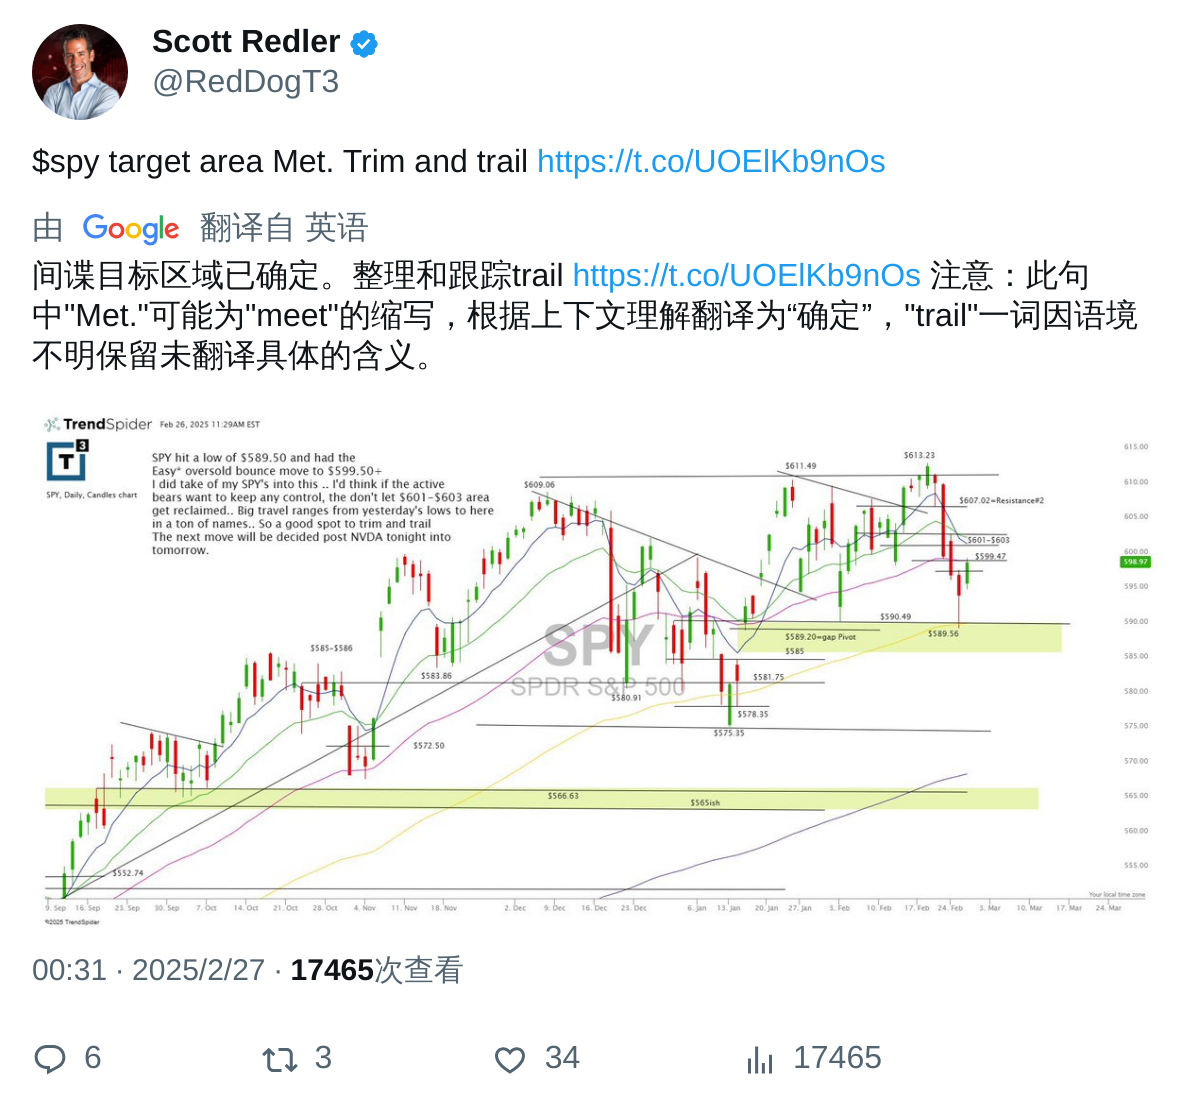 Scott Redler
@RedDogT3
$spy target area Met. Trim and trail https://t.co/UOElKb9nOs
由 Google 翻译自 英语
间谍目标区域已确定。整理和跟踪trail https://t.co/UOElKb9nOs 注意：此句
中"Met."可能为"meet"的缩写，根据上下文理解翻译为“确定”，"trail"一词因语境
不明保留未翻译具体的含义。
TrendSpider Feb 26, 2025 11:29AM EST
T3
SPY, Daily, Candles chart
SPY hit a low of $589.50 and had the
Easy* oversold bounce move to $599.50+
I did take of my SPY's into this .. I'd think if the active
bears want to keep any control, the don't let $601-$603 area
get reclaimed.. Big travel ranges from yesterday's lows to here
in a ton of names.. So a good spot to trim and trail
The next move will be decided post NVDA tonight into
tomorrow.
$613.23
$611.49
$609.06
$607.02=Resistance#2
$601-$603
$599.47
$590.49
$589.56
$589.20=gap Pivot
$585
$585-$586
$583.86
$581.75
$580.91
$578.35
$575.35
$572.50
$566.63
$565ish
$552.74
SPY
SPDR S&P 500
615.00
610.00
605.00
600.00
598.97
595.00
590.00
585.00
580.00
575.00
570.00
565.00
560.00
555.00
Your local time zone
9. Sep 16. Sep 23. Sep 30. Sep 7. Oct 14. Oct 21. Oct 28. Oct 4. Nov 11. Nov 18. Nov 2. Dec 9. Dec 16. Dec 23. Dec 6. Jan 13. Jan 20. Jan 27. Jan 3. Feb 10. Feb 17. Feb 24. Feb 3. Mar 10. Mar 17. Mar 24. Mar
©2025 TrendSpider
00:31 · 2025/2/27 · 17465次查看
6 3 34 17465